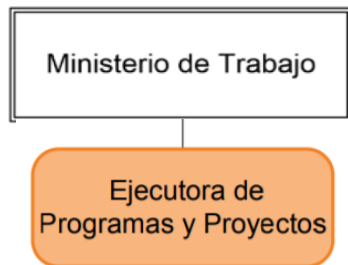 Ministerio de Trabajo
Ejecutora de
Programas y Proyectos